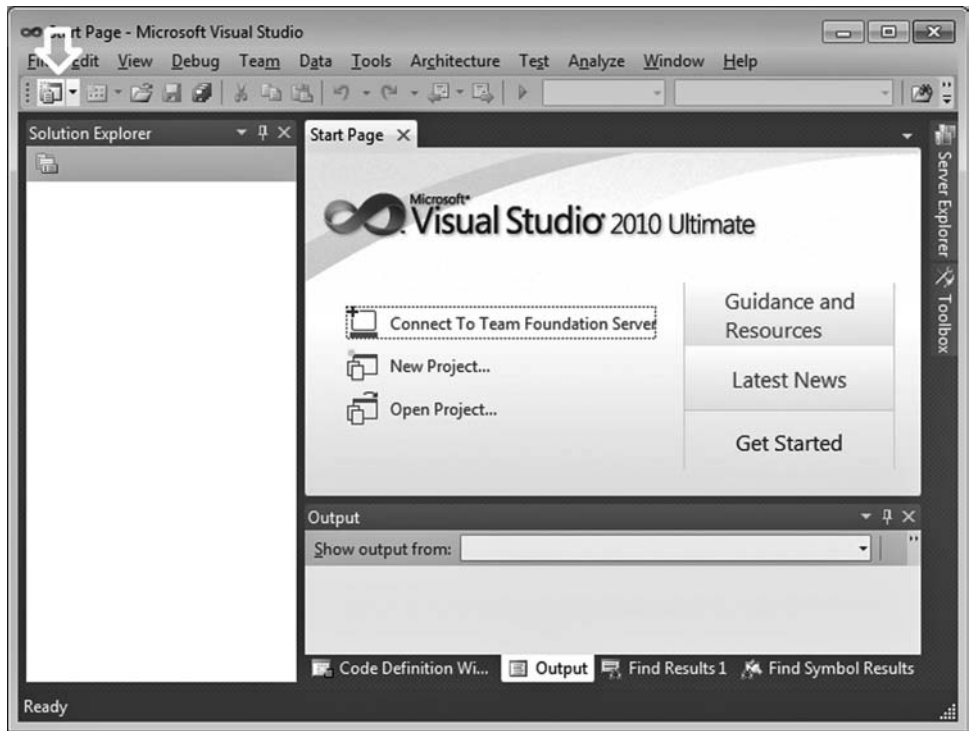 Start Page - Microsoft Visual Studio
Edit View Debug Team Data Tools Architecture Test Analyze Window Help
Solution Explorer
Start Page
Microsoft®
Visual Studio 2010 Ultimate
Connect To Team Foundation Server
New Project...
Open Project...
Guidance and
Resources
Latest News
Get Started
Server Explorer
Toolbox
Output
Show output from:
Code Definition Wi... Output Find Results 1 Find Symbol Results
Ready